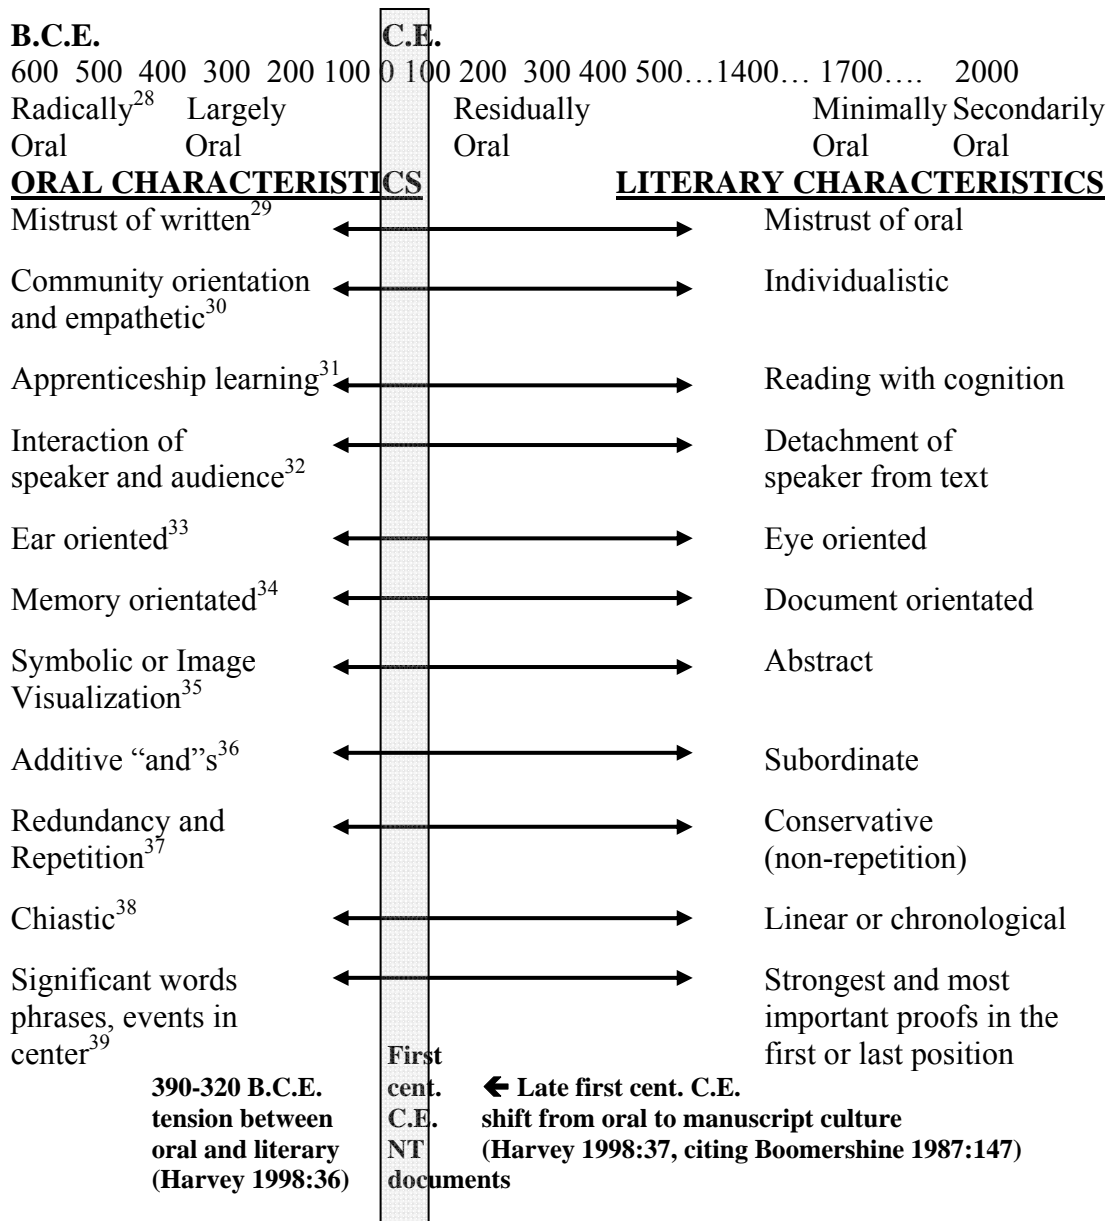 B.C.E. C.E.
600 500 400 300 200 100 0 100 200 300 400 500…1400… 1700…. 2000
Radically28 Largely Residually Minimally Secondarily
Oral Oral Oral Oral Oral
ORAL CHARACTERISTICS LITERARY CHARACTERISTICS
Mistrust of written29 Mistrust of oral
Community orientation Individualistic
and empathetic30
Apprenticeship learning31 Reading with cognition
Interaction of Detachment of
speaker and audience32 speaker from text
Ear oriented33 Eye oriented
Memory orientated34 Document orientated
Symbolic or Image Abstract
Visualization35
Additive “and”s36 Subordinate
Redundancy and Conservative
Repetition37 (non-repetition)
Chiastic38 Linear or chronological
Significant words Strongest and most
phrases, events in important proofs in the
center39 First first or last position
390-320 B.C.E. cent. 🡸 Late first cent. C.E.
tension between C.E. shift from oral to manuscript culture
oral and literary NT (Harvey 1998:37, citing Boomershine 1987:147)
(Harvey 1998:36) documents